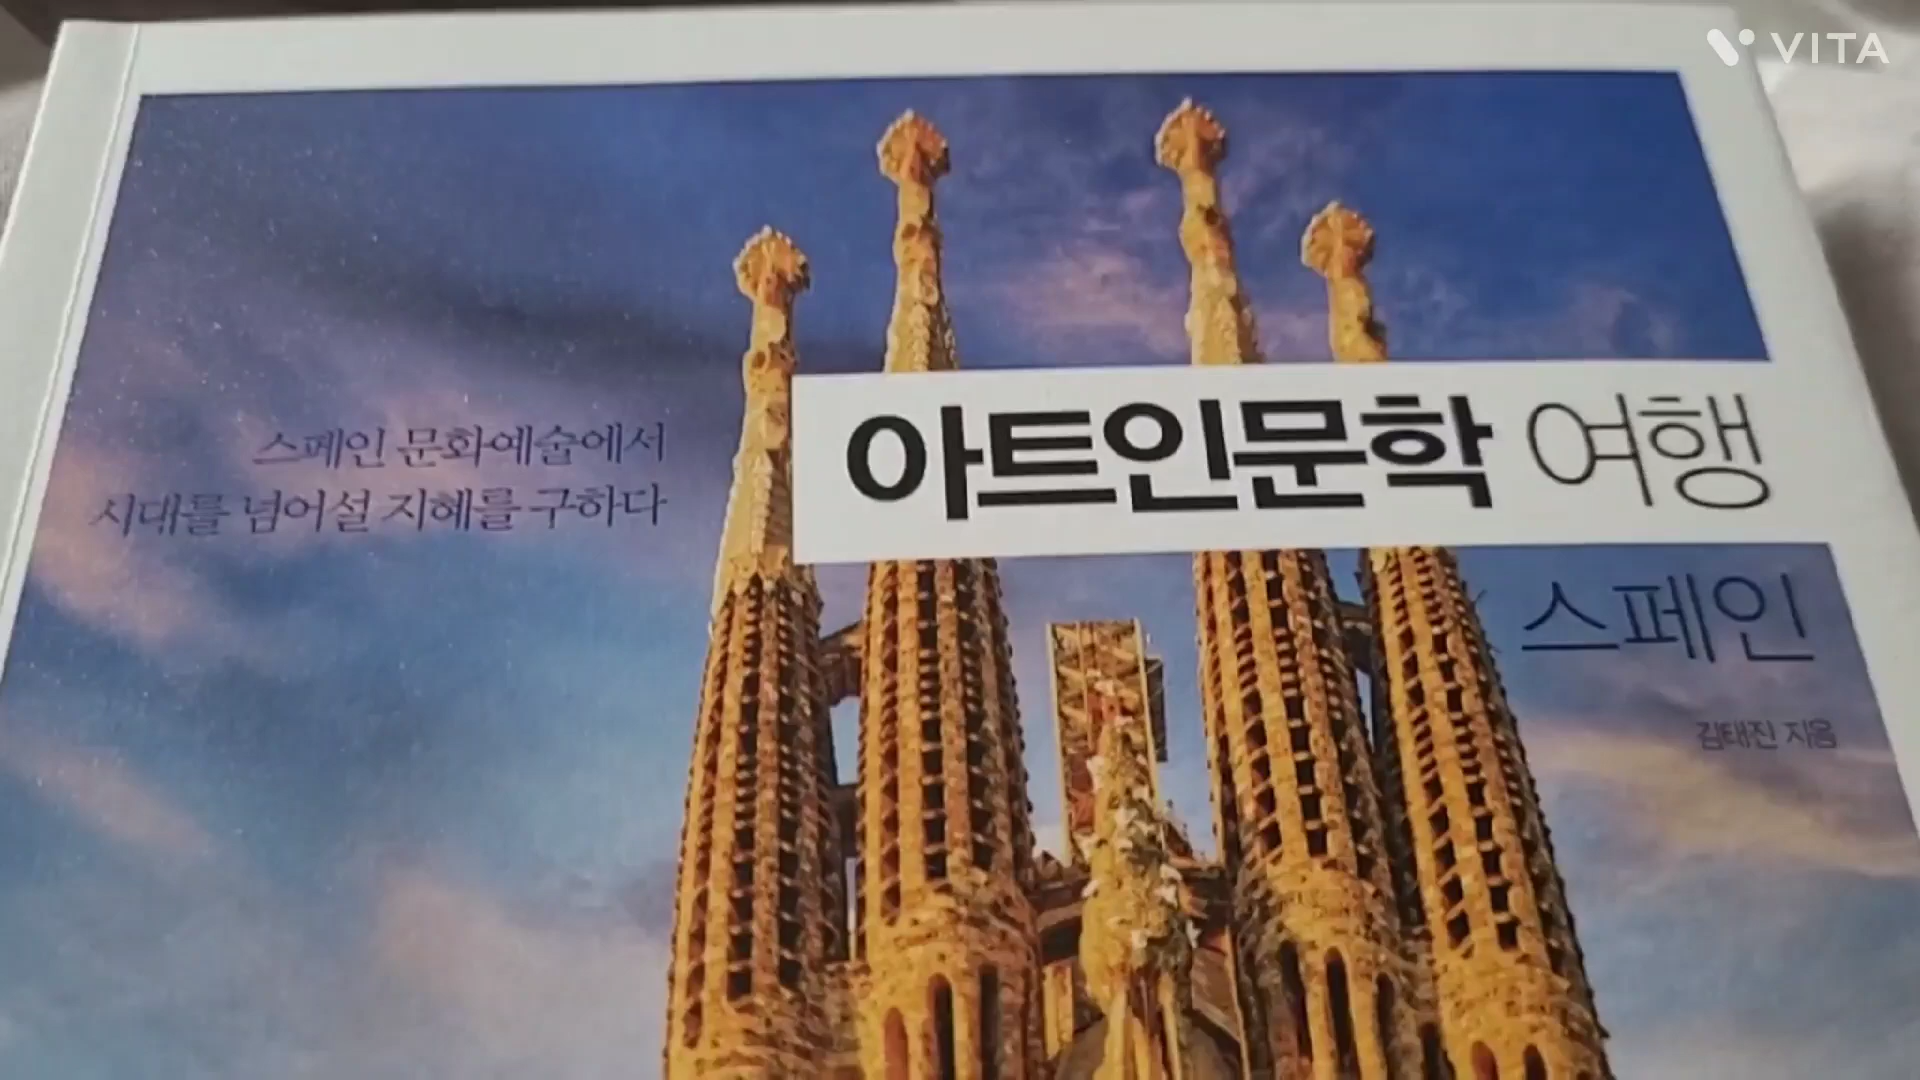 VITA
스페인 문화예술에서
시대를 넘어설 지혜를 구하다
아트인문학 여행
스페인
김태진 지음